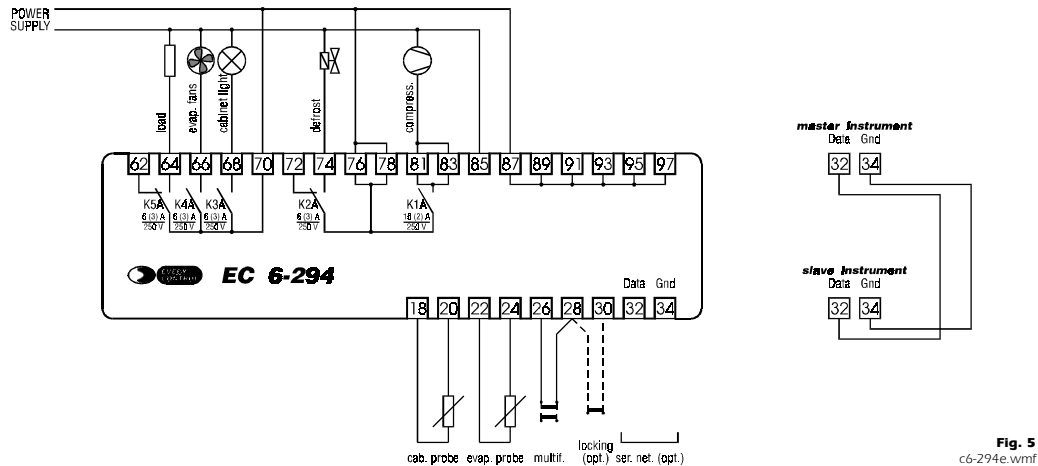 POWER
SUPPLY
load
evap. fans
cabinet light
defrost
compress.
62 64 66 68 70 72 74 76 78 81 83 85 87 89 91 93 95 97
K5A K4A K3A K2A K1A
6 (3) A 6 (3) A 6 (3) A 6 (3) A 16 (2) A
250 V 250 V 250 V 250 V 250 V
EVERY
CONTROL
EC 6-294
Data Gnd
18 20 22 24 26 28 30 32 34
cab. probe evap. probe multif. locking (opt.) ser. net. (opt.)
master instrument
Data Gnd
32 34
slave instrument
Data Gnd
32 34
Fig. 5
c6-294e.wmf